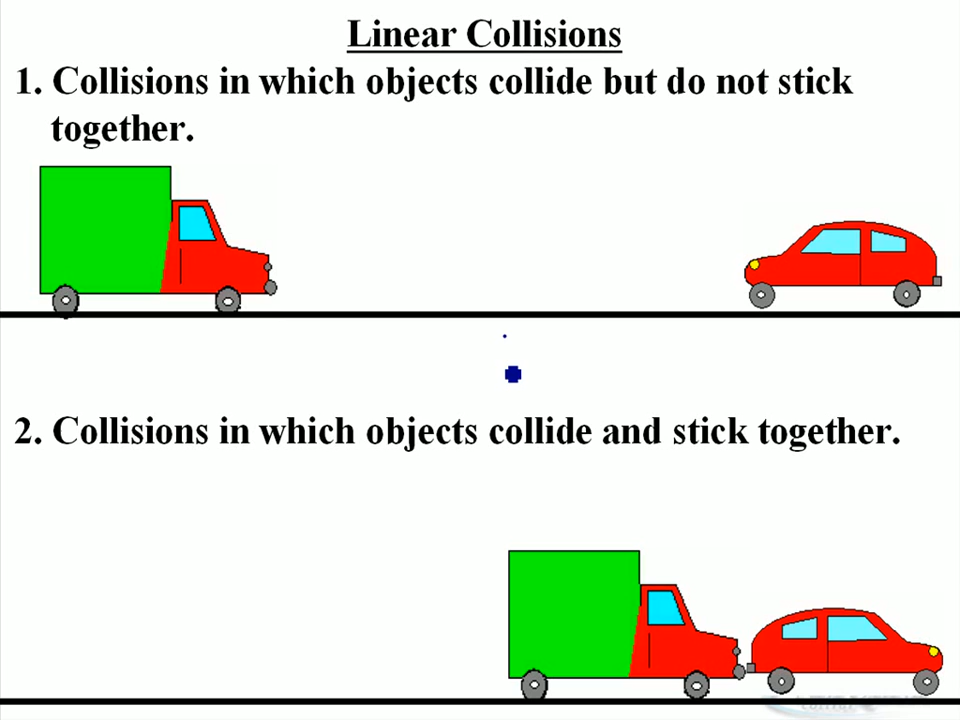 Linear Collisions
1. Collisions in which objects collide but do not stick
together.
2. Collisions in which objects collide and stick together.